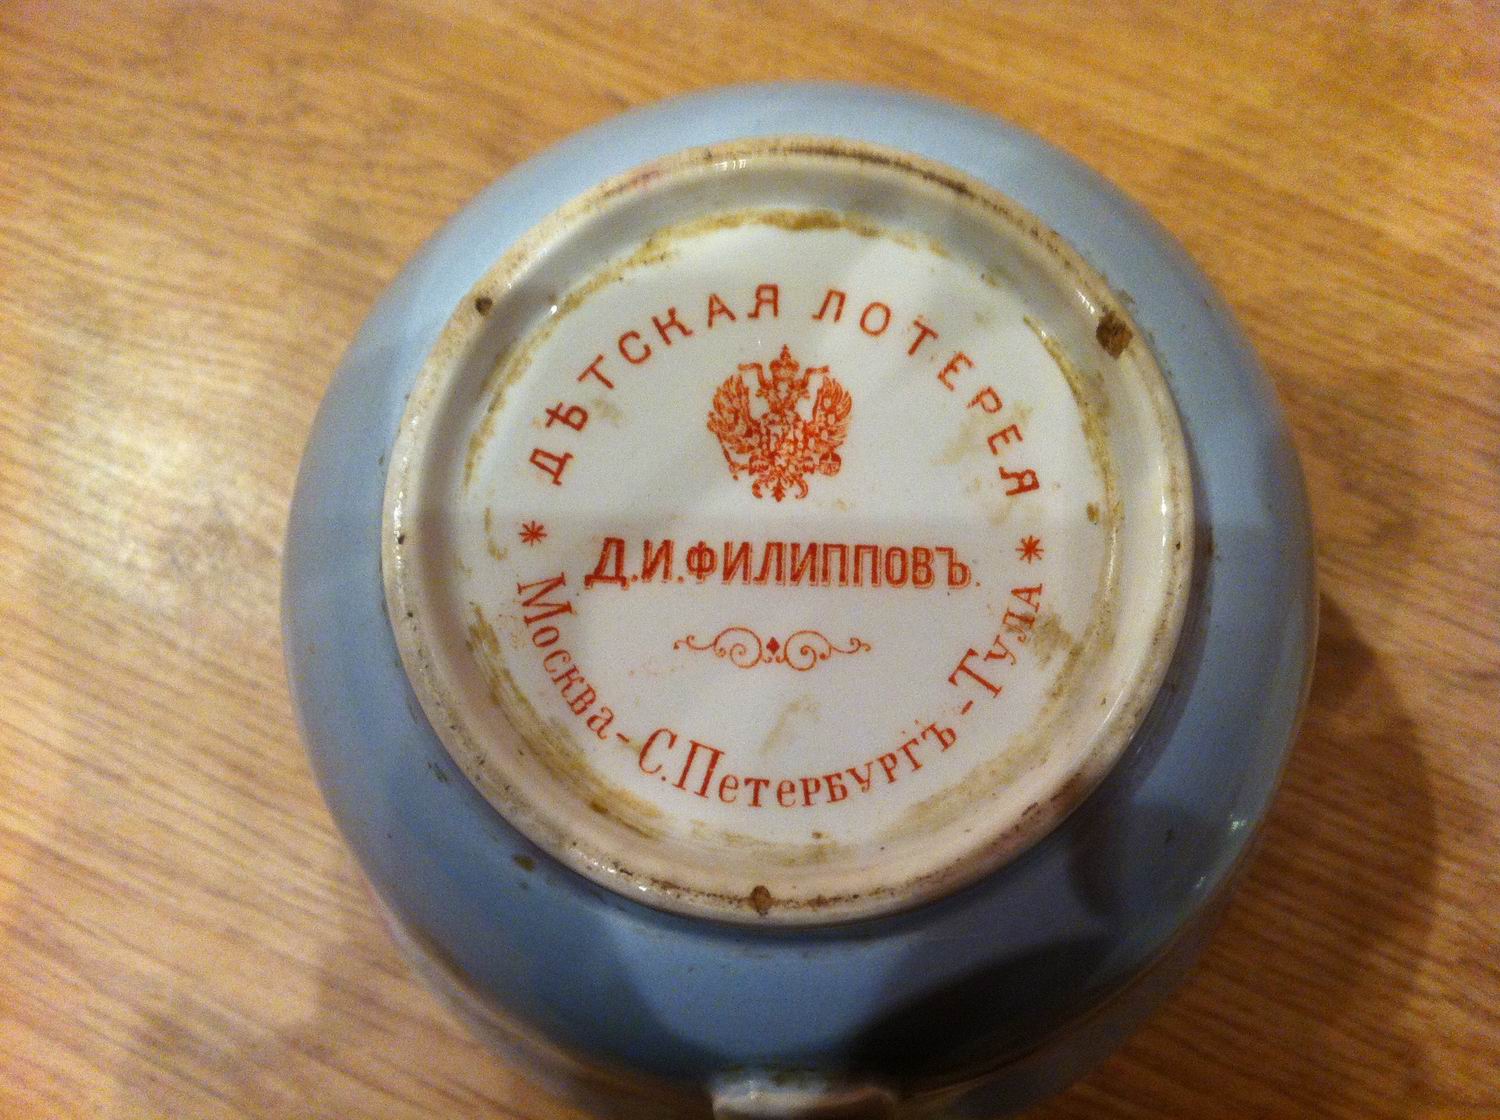 ДѢТСКАЯ ЛОТЕРЕЯ
Д.И.ФИЛИППОВЪ.
* Москва - С.Петербургъ - Тула *